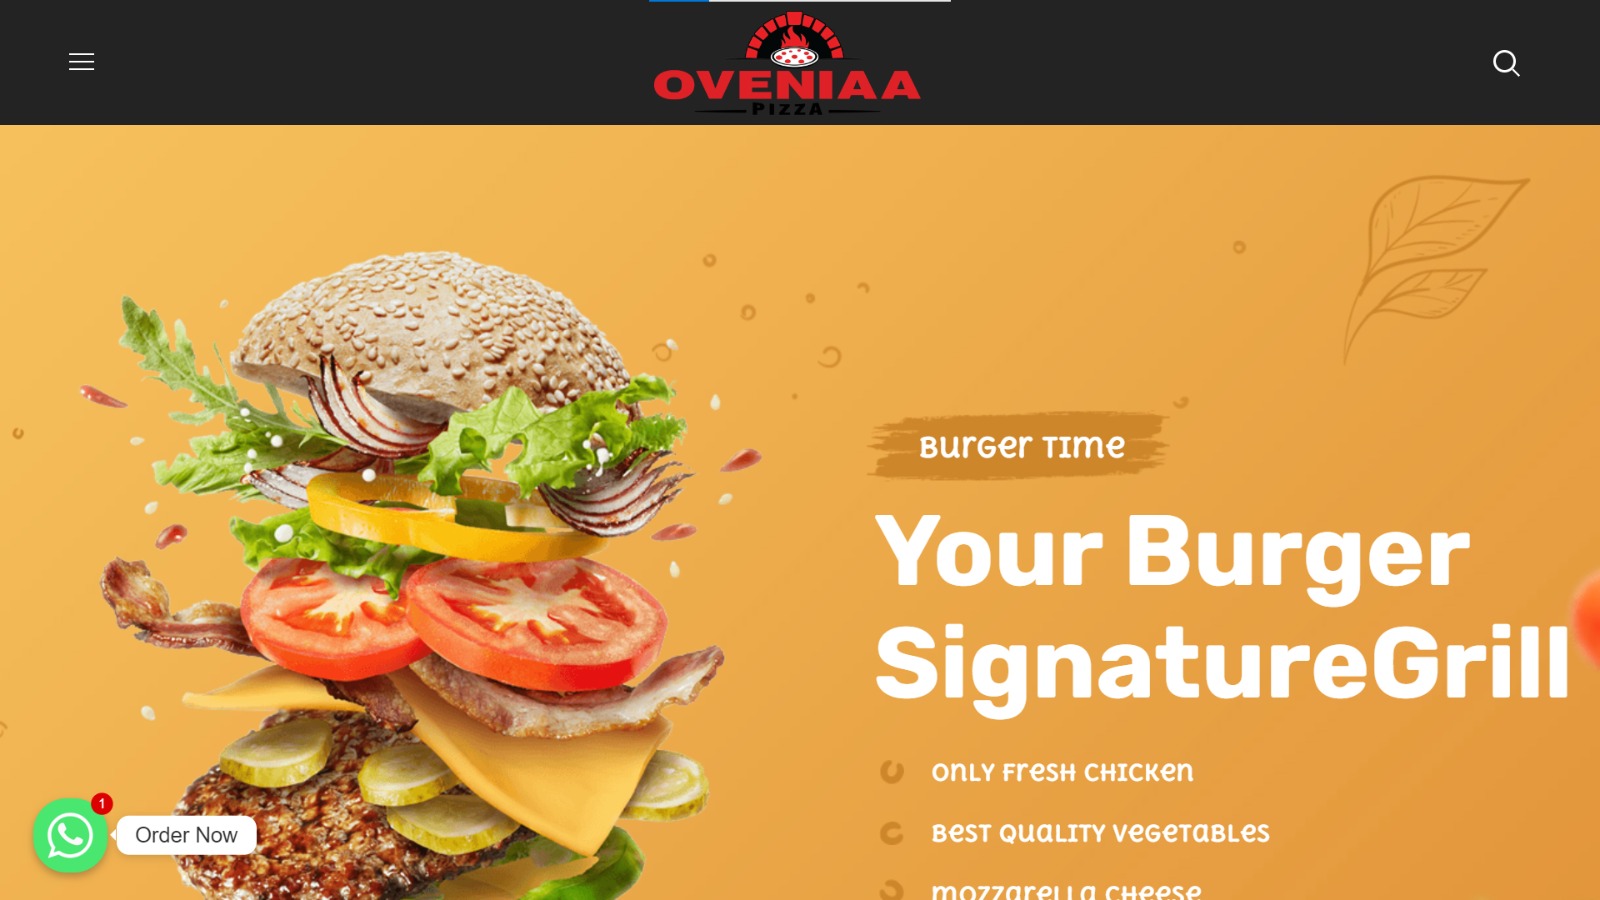 OVENIAA
PIZZA
Burger Time
Your Burger
SignatureGrill
Only Fresh Chicken
Best Quality Vegetables
Mozzarella Cheese
1
Order Now